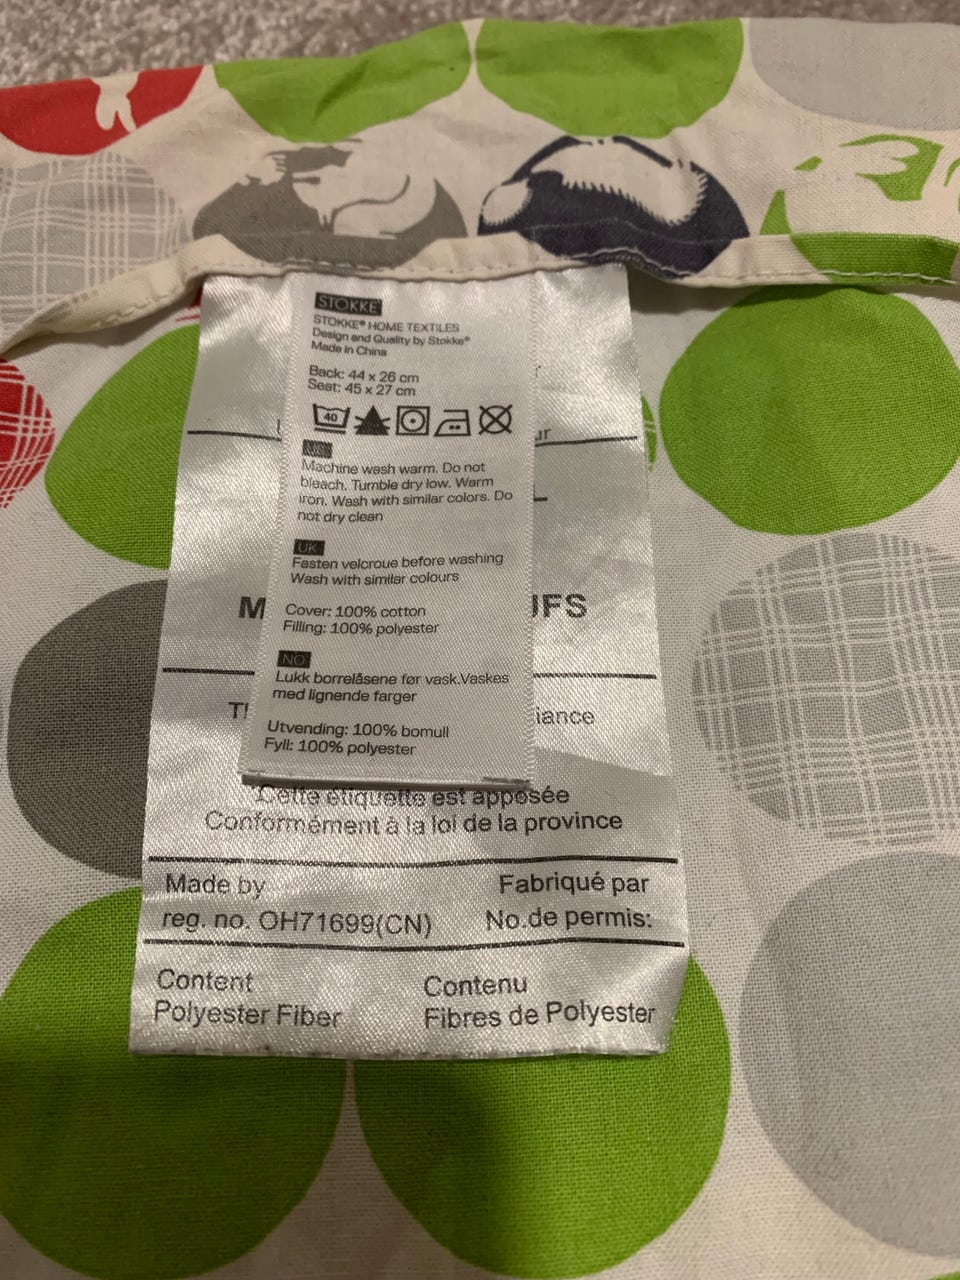 STOKKE
STOKKE® HOME TEXTILES
Design and Quality by Stokke®
Made in China
Back: 44 x 26 cm
Seat: 45 x 27 cm
40
US
Machine wash warm. Do not
bleach. Tumble dry low. Warm
iron. Wash with similar colors. Do
not dry clean
UK
Fasten velcroue before washing
Wash with similar colours
Cover: 100% cotton
Filling: 100% polyester
NO
Lukk borrelåsene før vask.Vaskes
med lignende farger
Utvending: 100% bomull
Fyll: 100% polyester
Cette étiquette est apposée
Conformément à la loi de la province
Made by Fabriqué par
reg. no. OH71699(CN) No.de permis:
Content Contenu
Polyester Fiber Fibres de Polyester